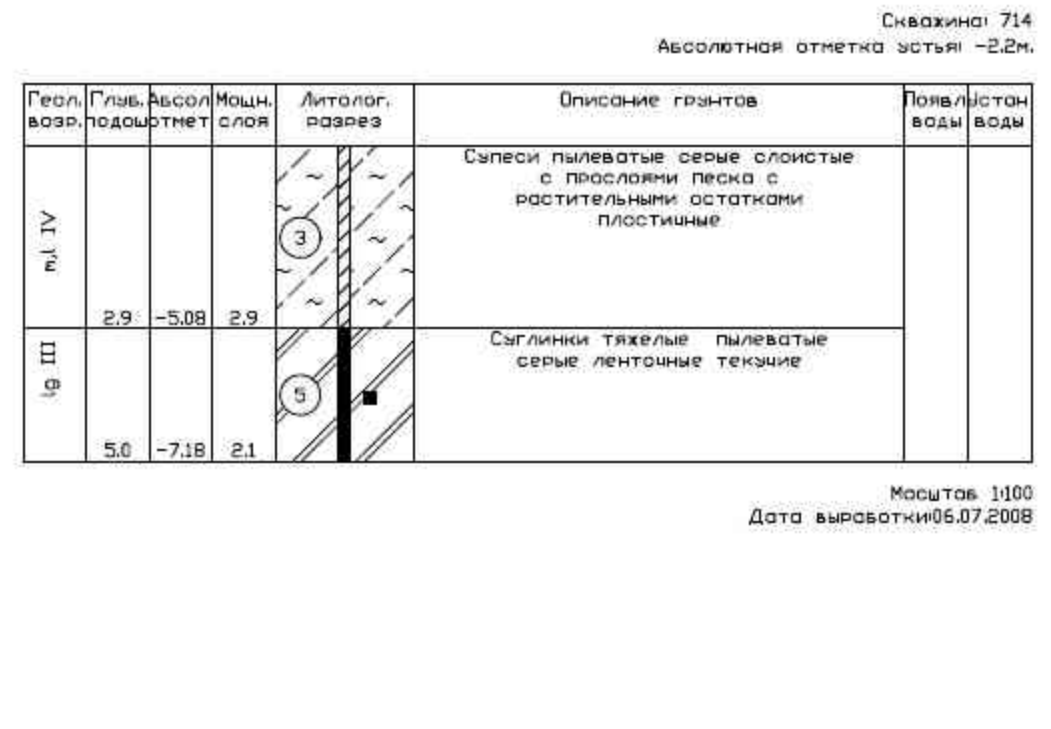 Скважина: 714
Абсолютная отметка устья: -2.2м.
Геол. Глуб. Абсол Мощн. Литолог. Описание грунтов Появл Устан
возр. подош отмет слоя разрез воды воды
Супеси пылеватые серые слоистые
с прослоями песка с
растительными остатками
пластичные
m,l IV
3
2.9 -5.08 2.9
Суглинки тяжелые пылеватые
серые ленточные текучие
lg III
5
5.0 -7.18 2.1
Масштаб 1:100
Дата выработки:06.07.2008